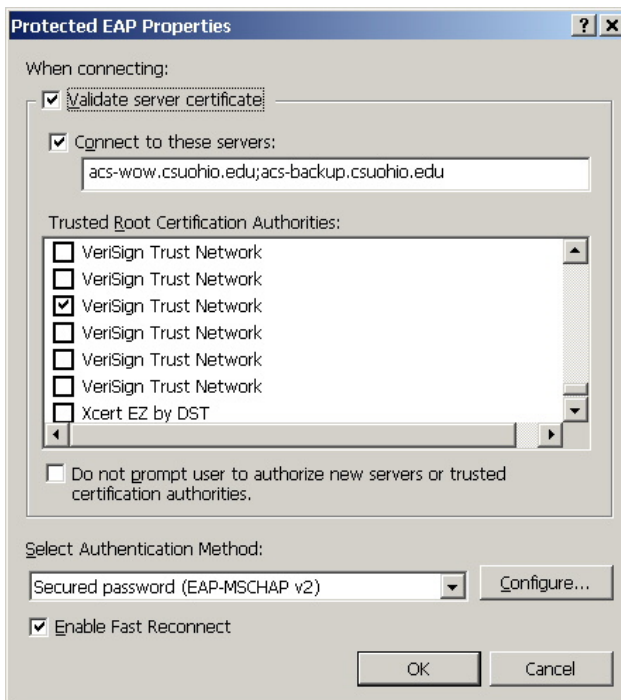 Protected EAP Properties
When connecting:
Validate server certificate
Connect to these servers:
acs-wow.csuohio.edu;acs-backup.csuohio.edu
Trusted Root Certification Authorities:
VeriSign Trust Network
VeriSign Trust Network
VeriSign Trust Network
VeriSign Trust Network
VeriSign Trust Network
VeriSign Trust Network
Xcert EZ by DST
Do not prompt user to authorize new servers or trusted
certification authorities.
Select Authentication Method:
Secured password (EAP-MSCHAP v2)
Configure...
Enable Fast Reconnect
OK
Cancel